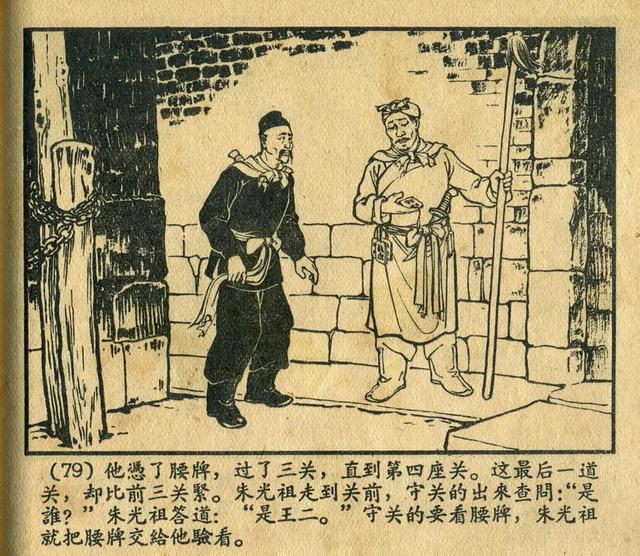 (79) 他憑了腰牌，过了三关，直到第四座关。这最后一道
关，却比前三关緊。朱光祖走到关前，守关的出來查問：“是
誰？”朱光祖答道：“是王二。”守关的要看腰牌，朱光祖
就把腰牌交給他驗看。